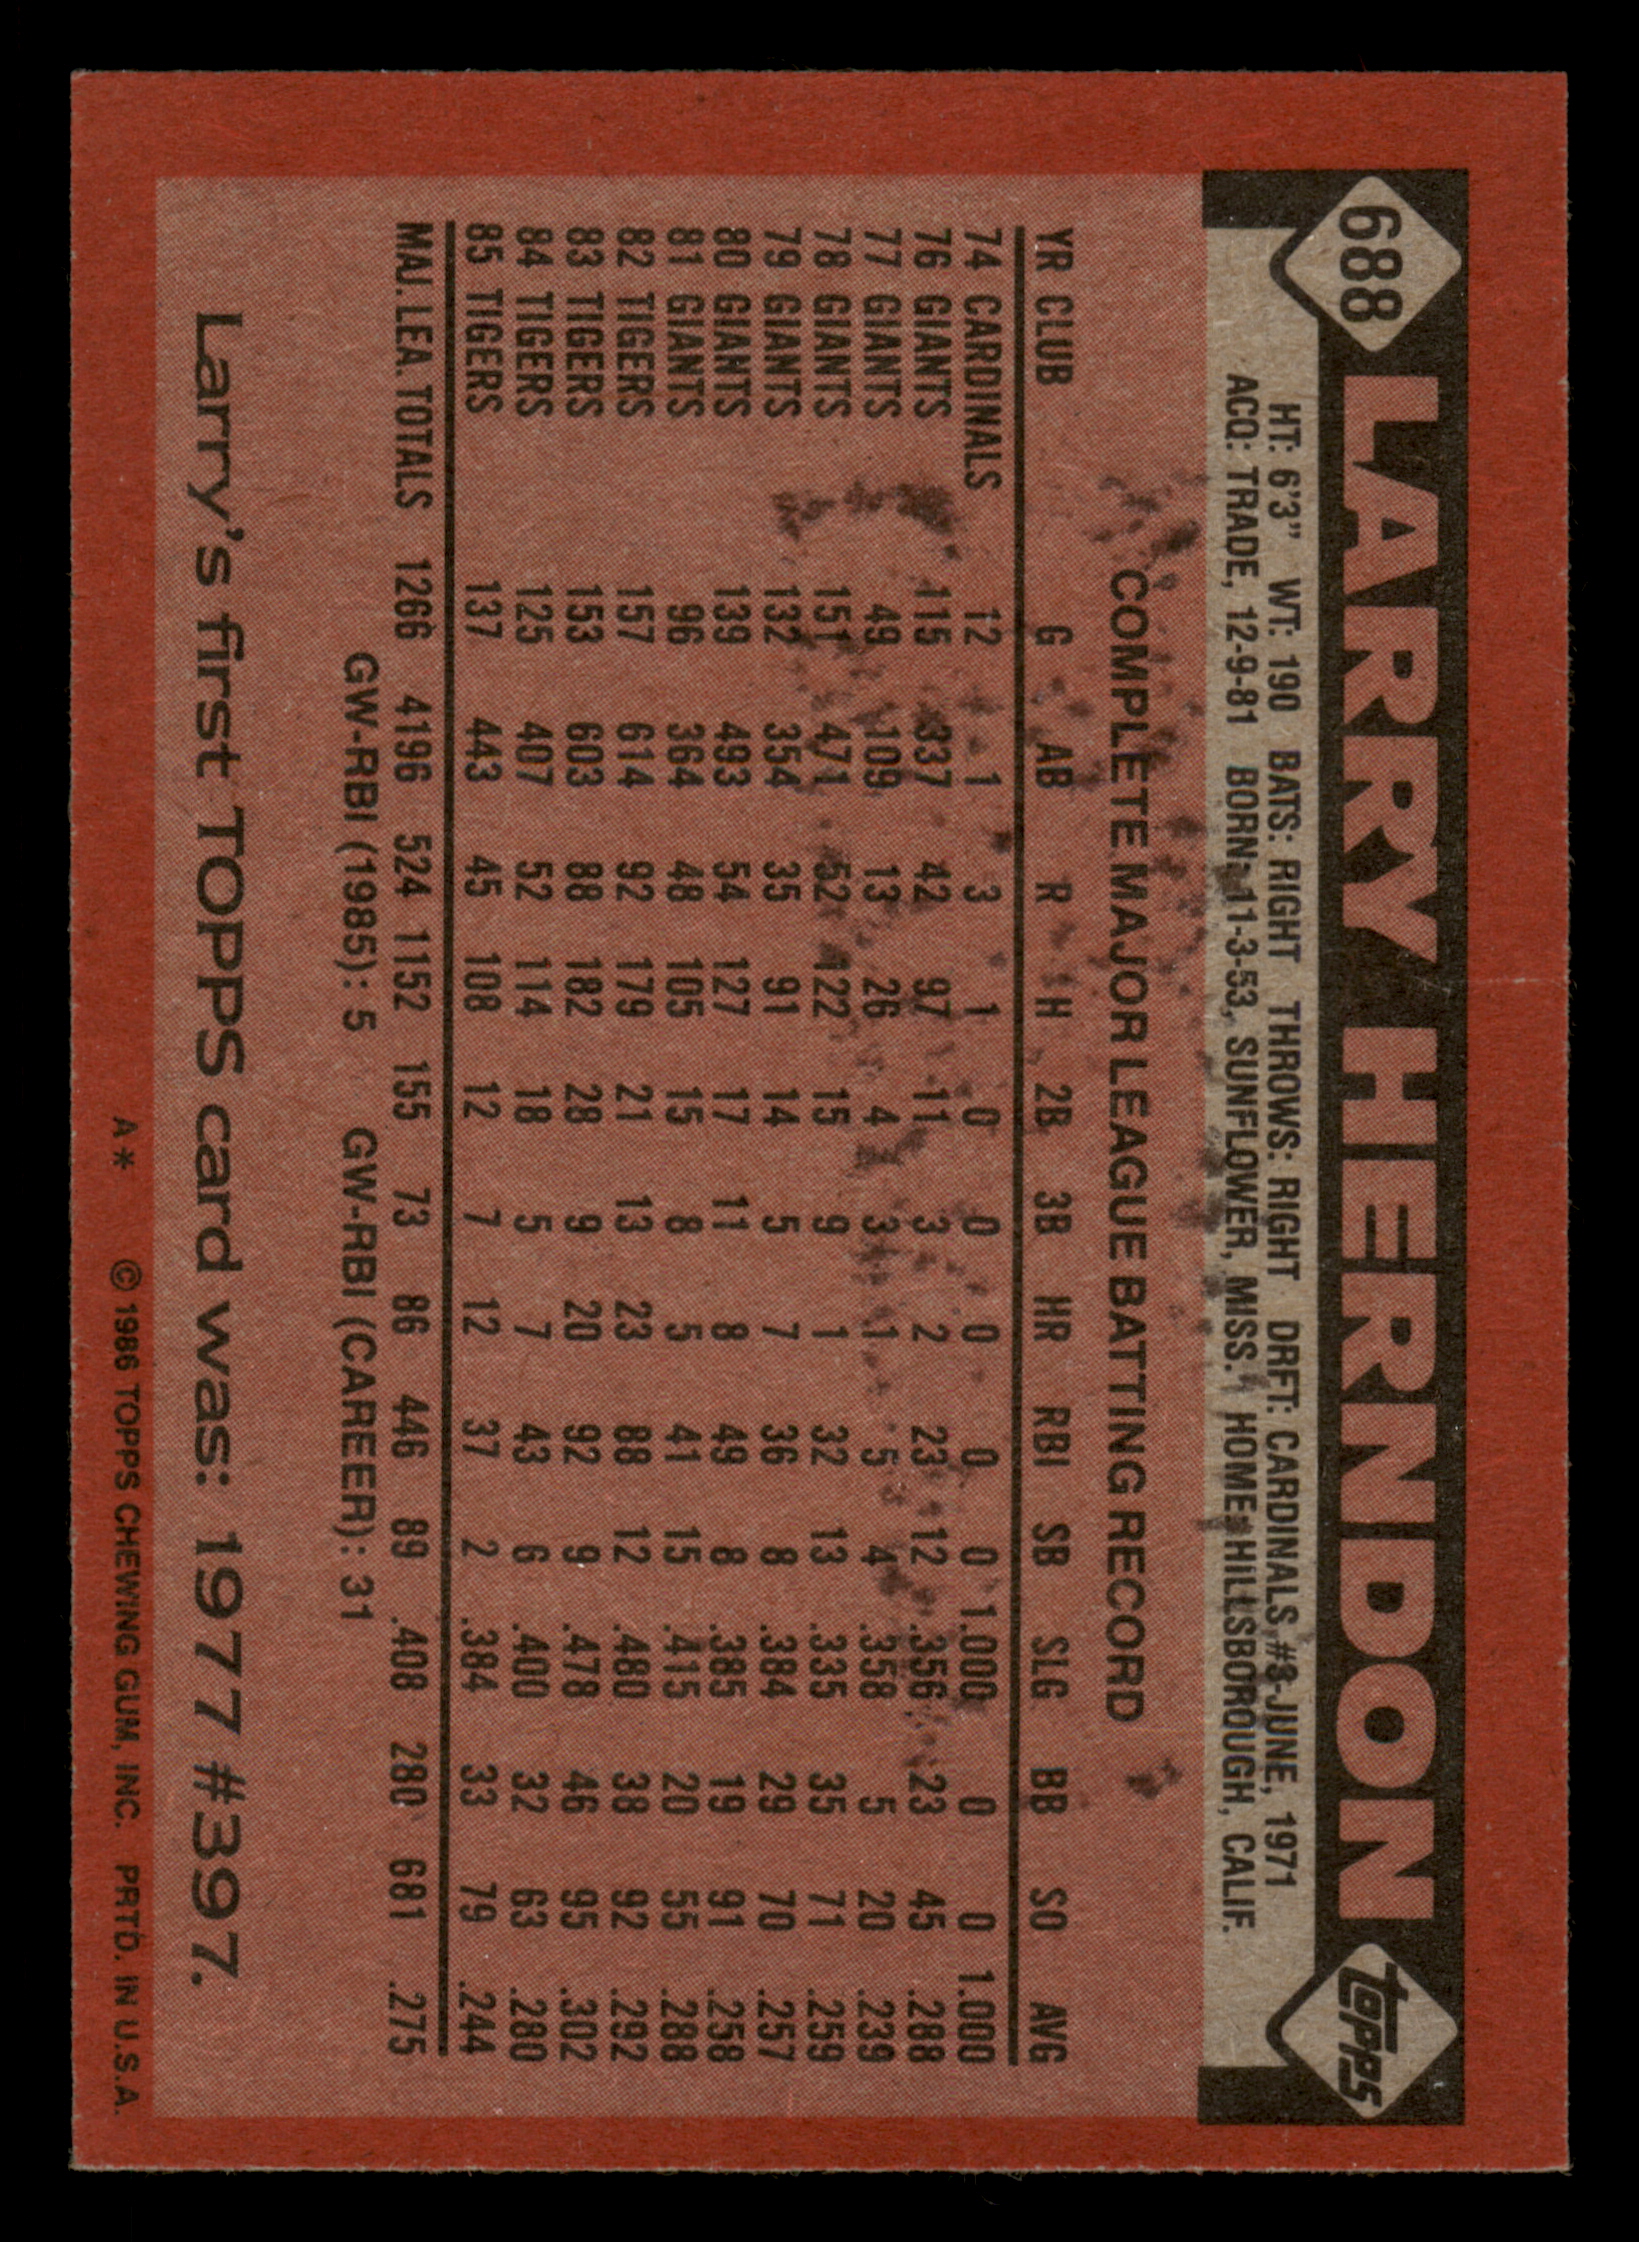 688 LARRY HERNDON topps
HT: 6'3" WT: 190 BATS: RIGHT THROWS: RIGHT DRFT: CARDINALS #3-JUNE, 1971
ACQ: TRADE, 12-9-81 BORN: 11-3-53, SUNFLOWER, MISS. HOME: HILLSBOROUGH, CALIF.
COMPLETE MAJOR LEAGUE BATTING RECORD
YR CLUB G AB R H 2B 3B HR RBI SB SLG BB SO AVG
74 CARDINALS 12 1 3 1 0 0 0 0 0 1.000 0 0 1.000
76 GIANTS 115 337 42 97 11 3 2 23 12 .356 23 45 .288
77 GIANTS 49 109 13 26 4 3 1 5 4 .358 5 20 .239
78 GIANTS 151 471 52 122 15 9 1 32 13 .335 35 71 .259
79 GIANTS 132 354 35 91 14 5 7 36 8 .384 29 70 .257
80 GIANTS 139 493 54 127 17 11 8 49 8 .385 19 91 .258
81 GIANTS 96 364 48 105 15 8 5 41 15 .415 20 55 .288
82 TIGERS 157 614 92 179 21 13 23 88 12 .480 38 92 .292
83 TIGERS 153 603 88 182 28 9 20 92 9 .478 46 95 .302
84 TIGERS 125 407 52 114 18 5 7 43 6 .400 32 63 .280
85 TIGERS 137 443 45 108 12 7 12 37 2 .384 33 79 .244
MAJ. LEA. TOTALS 1266 4196 524 1152 155 73 86 446 89 .408 280 681 .275
GW-RBI (1985): 5 GW-RBI (CAREER): 31
Larry's first TOPPS card was: 1977 #397.
A* © 1986 TOPPS CHEWING GUM, INC. PRTD. IN U.S.A.